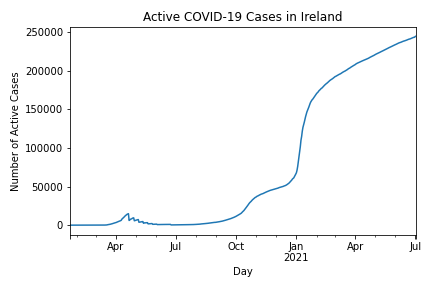 Active COVID-19 Cases in Ireland
Number of Active Cases
250000
200000
150000
100000
50000
0
Apr
Jul
Oct
Jan
2021
Apr
Jul
Day